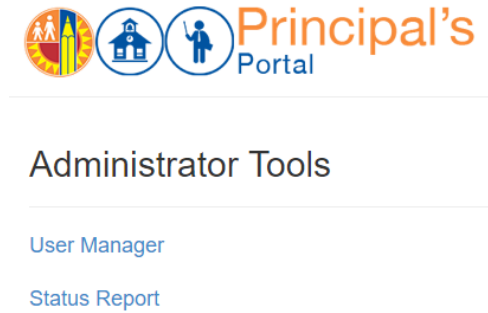 Principal's
Portal
Administrator Tools
User Manager
Status Report